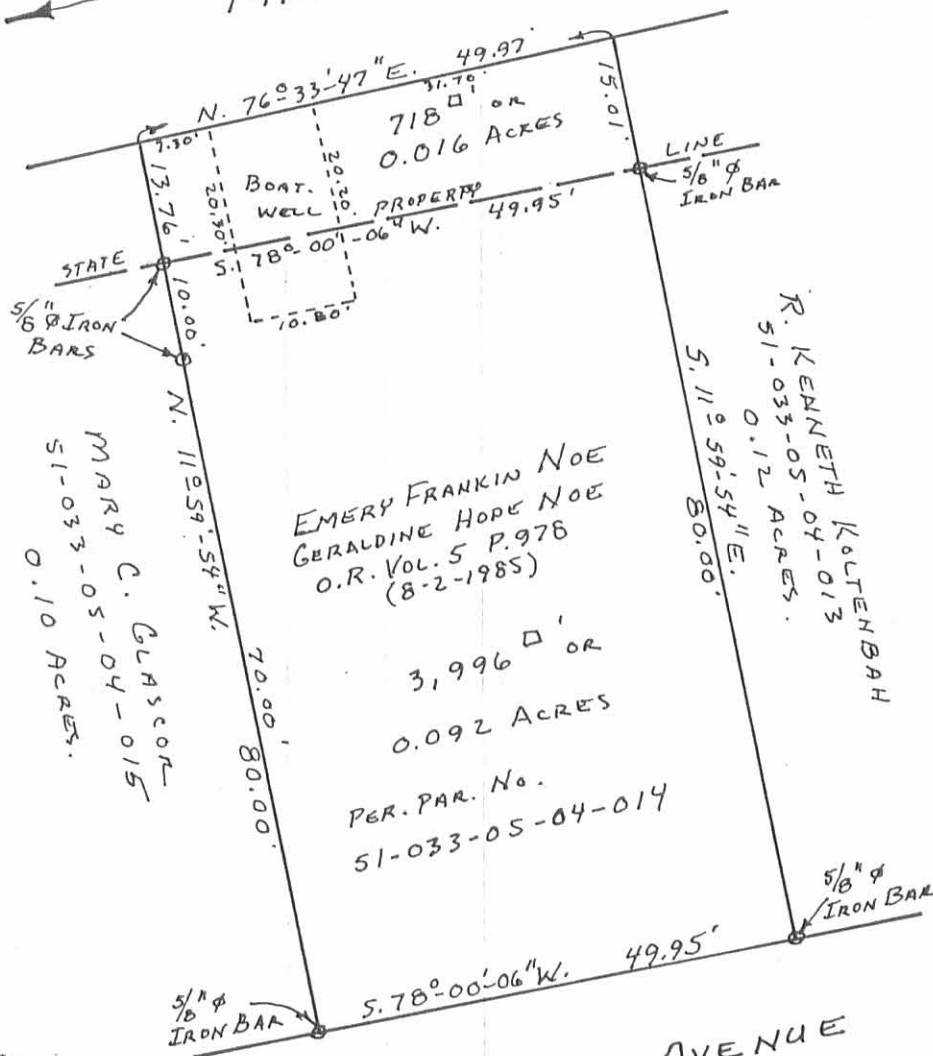 N. 76°-33'-47" E. 49.97'
7.30'
31.70'
718 □' OR
0.016 ACRES
15.01'
13.76'
20.30'
BOAT.
WELL
20.20'
STATE PROPERTY LINE
S. 78°-00'-06" W. 49.95'
5/8" ϕ
IRON BAR
5/8" ϕ IRON
BARS
10.00'
10.80'
N. 11°-59'-54" W.
70.00'
80.00'
S. 11°-59'-54" E.
80.00'
R. KENNETH KOLTENBAH
51-033-05-04-013
0.12 ACRES.
MARY C. GLASCOR
51-033-05-04-015
0.10 ACRES.
EMERY FRANKIN NOE
GERALDINE HOPE NOE
O.R. VOL. 5 P. 978
(8-2-1985)
3,996 □' OR
0.092 ACRES
PER. PAR. NO.
51-033-05-04-014
5/8" ϕ
IRON BAR
5/8" ϕ
IRON BAR
S. 78°-00'-06" W. 49.95'
AVENUE